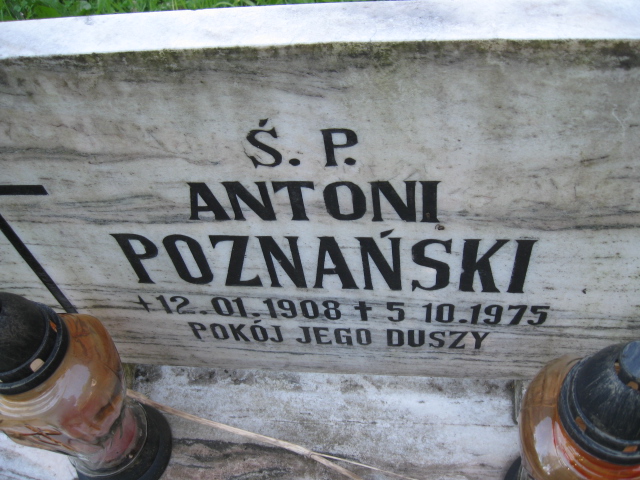 Ś. P.
ANTONI
POZNAŃSKI
+ 12. 01. 1908 + 5 10. 1975
POKÓJ JEGO DUSZY